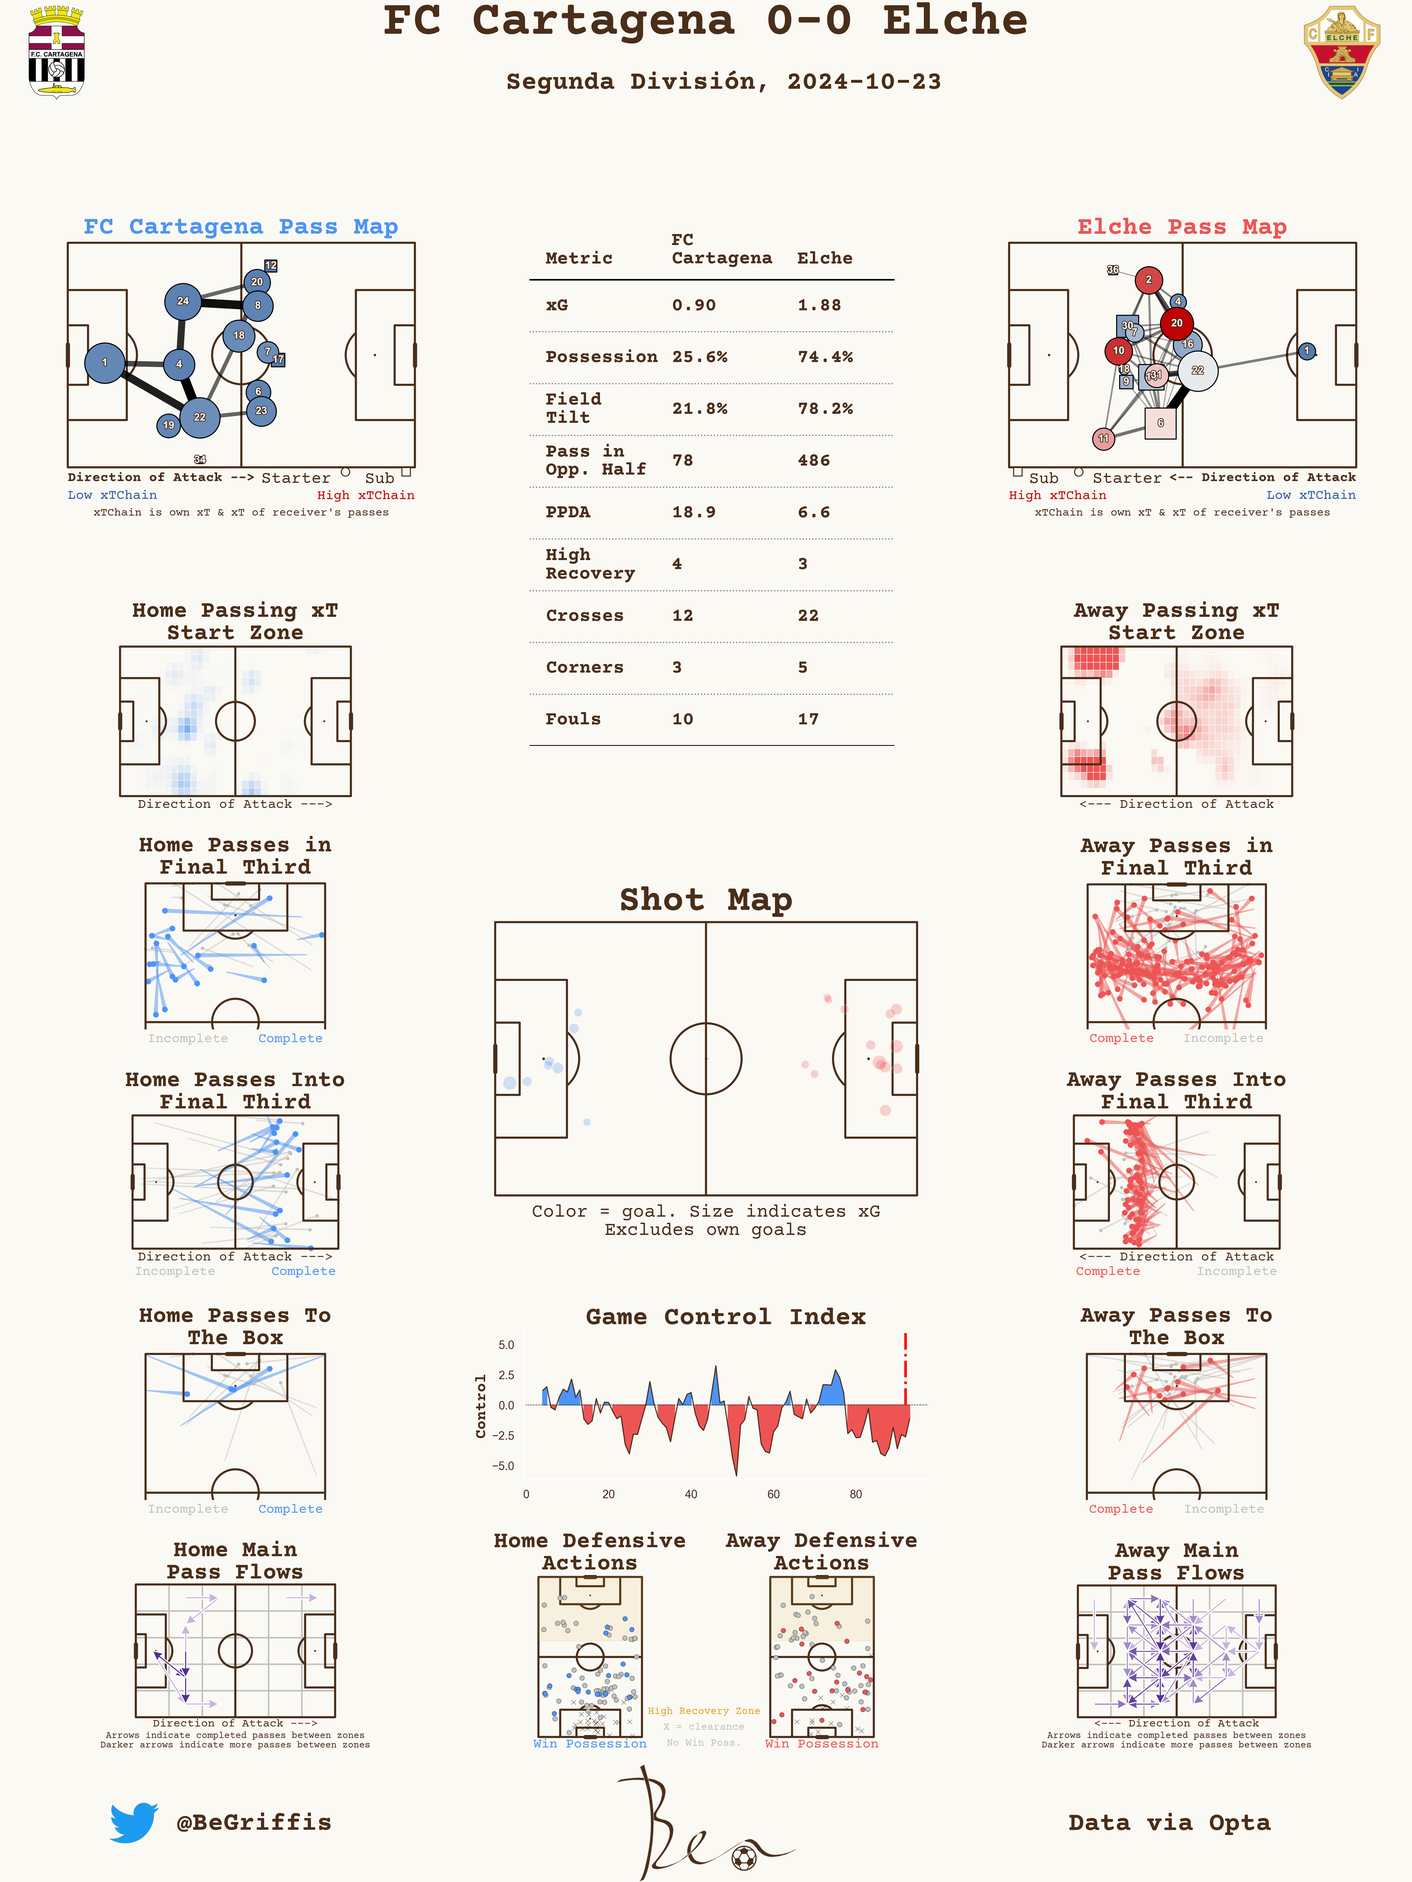 FC Cartagena 0-0 Elche
Segunda División, 2024-10-23
F.C. CARTAGENA
C ELCHE F
FC Cartagena Pass Map
12
20
24
8
18
1
4
7
17
6
22
23
19
34
Direction of Attack --> Starter Sub
Low xTChain High xTChain
xTChain is own xT & xT of receiver's passes
Metric FC Cartagena Elche
xG 0.90 1.88
Possession 25.6% 74.4%
Field Tilt 21.8% 78.2%
Pass in Opp. Half 78 486
PPDA 18.9 6.6
High Recovery 4 3
Crosses 12 22
Corners 3 5
Fouls 10 17
Elche Pass Map
36
2
4
30
7
20
10
16
1
18
9
31
22
6
11
Sub Starter <-- Direction of Attack
High xTChain Low xTChain
xTChain is own xT & xT of receiver's passes
Home Passing xT
Start Zone
Direction of Attack --->
Away Passing xT
Start Zone
<--- Direction of Attack
Home Passes in
Final Third
Incomplete Complete
Away Passes in
Final Third
Complete Incomplete
Shot Map
Color = goal. Size indicates xG
Excludes own goals
Home Passes Into
Final Third
Direction of Attack --->
Incomplete Complete
Away Passes Into
Final Third
<--- Direction of Attack
Complete Incomplete
Home Passes To
The Box
Incomplete Complete
Game Control Index
Control
5.0
2.5
0.0
−2.5
−5.0
0 20 40 60 80
Away Passes To
The Box
Complete Incomplete
Home Main
Pass Flows
Direction of Attack --->
Arrows indicate completed passes between zones
Darker arrows indicate more passes between zones
Home Defensive
Actions
Win Possession
Away Defensive
Actions
Win Possession
High Recovery Zone
X = clearance
No Win Poss.
Away Main
Pass Flows
<--- Direction of Attack
Arrows indicate completed passes between zones
Darker arrows indicate more passes between zones
@BeGriffis
Ben
Data via Opta